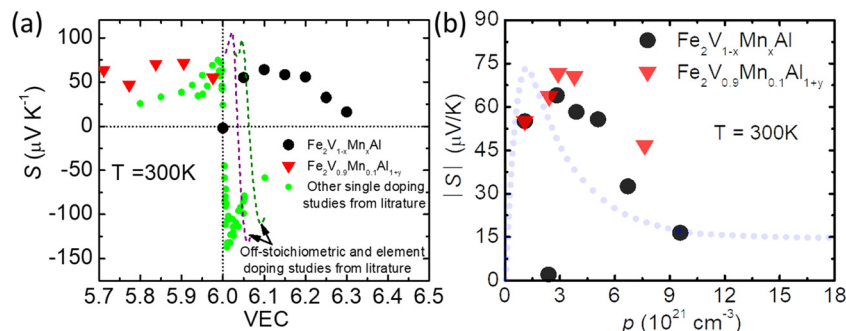 (a)
100
50
0
-50
-100
-150
S (μV K⁻¹)
T =300K
Fe₂V₁₋ₓMnₓAl
Fe₂V₀.₉Mn₀.₁Al₁₊ᵧ
Other single doping
studies from litrature
Off-stoichiometric and element
doping studies from litrature
5.7 5.8 5.9 6.0 6.1 6.2 6.3 6.4 6.5
VEC
(b)
90
75
60
45
30
15
0
|S| (μV/K)
Fe₂V₁₋ₓMnₓAl
Fe₂V₀.₉Mn₀.₁Al₁₊ᵧ
T = 300K
0 3 6 9 12 15 18
p (10²¹ cm⁻³)